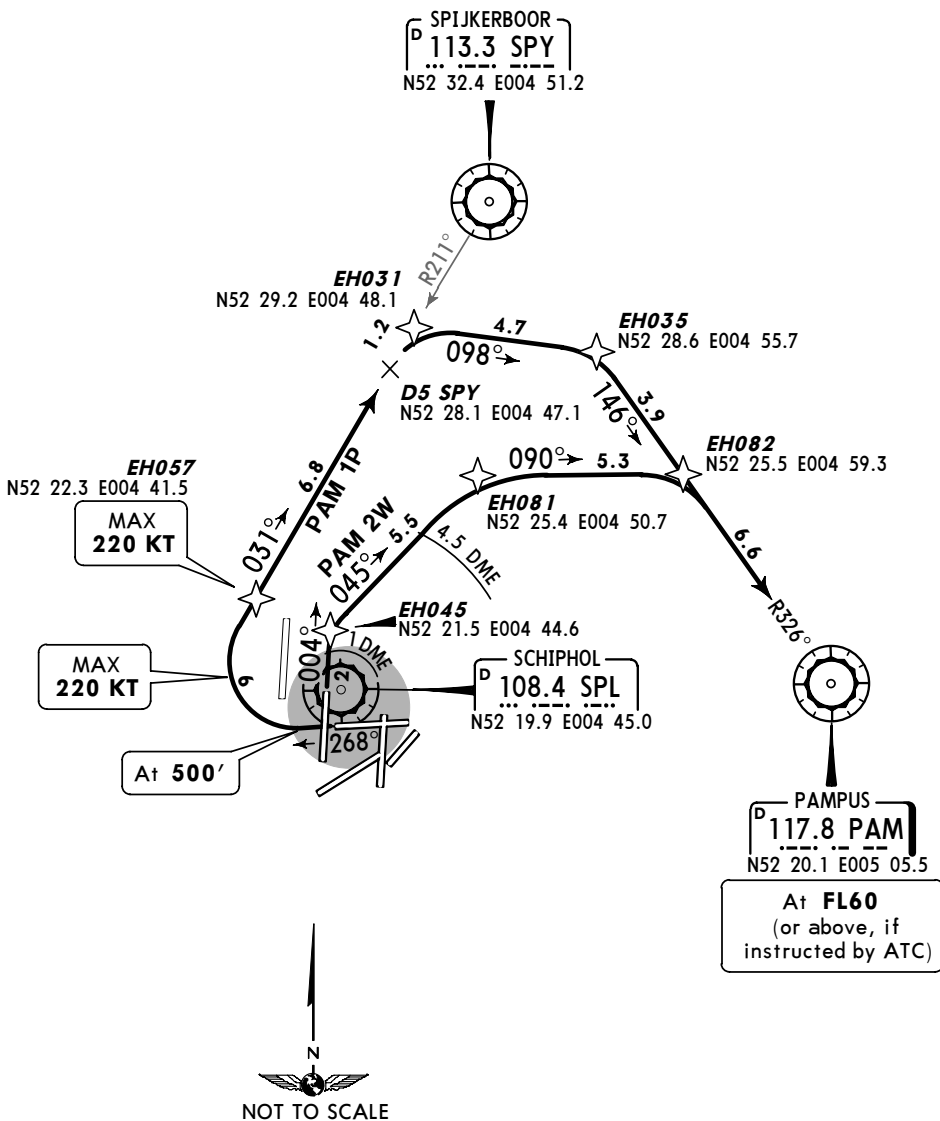 SPIJKERBOOR
D 113.3 SPY
N52 32.4 E004 51.2
R211°
EH031
N52 29.2 E004 48.1
1.2
4.7
098°
EH035
N52 28.6 E004 55.7
D5 SPY
N52 28.1 E004 47.1
146°
3.9
EH057
N52 22.3 E004 41.5
MAX
220 KT
6.8
031°
PAM 1P
090°
5.3
EH082
N52 25.5 E004 59.3
EH081
N52 25.4 E004 50.7
PAM 2W
045°
5.5
4.5 DME
6.6
R326°
EH045
N52 21.5 E004 44.6
004°
1 DME
2
MAX
220 KT
6
SCHIPHOL
D 108.4 SPL
N52 19.9 E004 45.0
268°
At 500'
PAMPUS
D 117.8 PAM
N52 20.1 E005 05.5
At FL60
(or above, if
instructed by ATC)
N
NOT TO SCALE